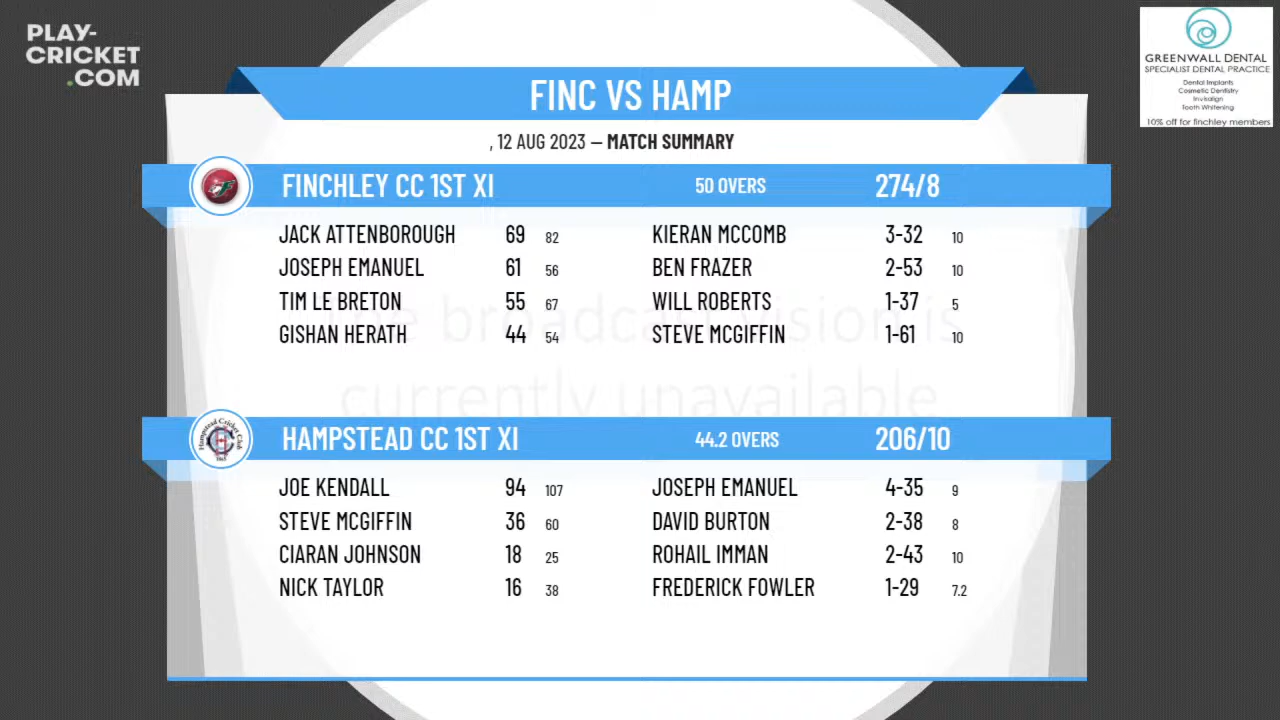 PLAY-
CRICKET
.COM
GREENWALL DENTAL
SPECIALIST DENTAL PRACTICE
Dental Implants
Cosmetic Dentistry
Invisalign
Tooth Whitening
10% off for finchley members
FINC VS HAMP
, 12 AUG 2023 – MATCH SUMMARY
FINCHLEY CC 1ST XI 50 OVERS 274/8
JACK ATTENBOROUGH 69 82 KIERAN MCCOMB 3-32 10
JOSEPH EMANUEL 61 56 BEN FRAZER 2-53 10
TIM LE BRETON 55 67 WILL ROBERTS 1-37 5
GISHAN HERATH 44 54 STEVE MCGIFFIN 1-61 10
The broadcast vision is
currently unavailable
HAMPSTEAD CC 1ST XI 44.2 OVERS 206/10
JOE KENDALL 94 107 JOSEPH EMANUEL 4-35 9
STEVE MCGIFFIN 36 60 DAVID BURTON 2-38 8
CIARAN JOHNSON 18 25 ROHAIL IMMAN 2-43 10
NICK TAYLOR 16 38 FREDERICK FOWLER 1-29 7.2